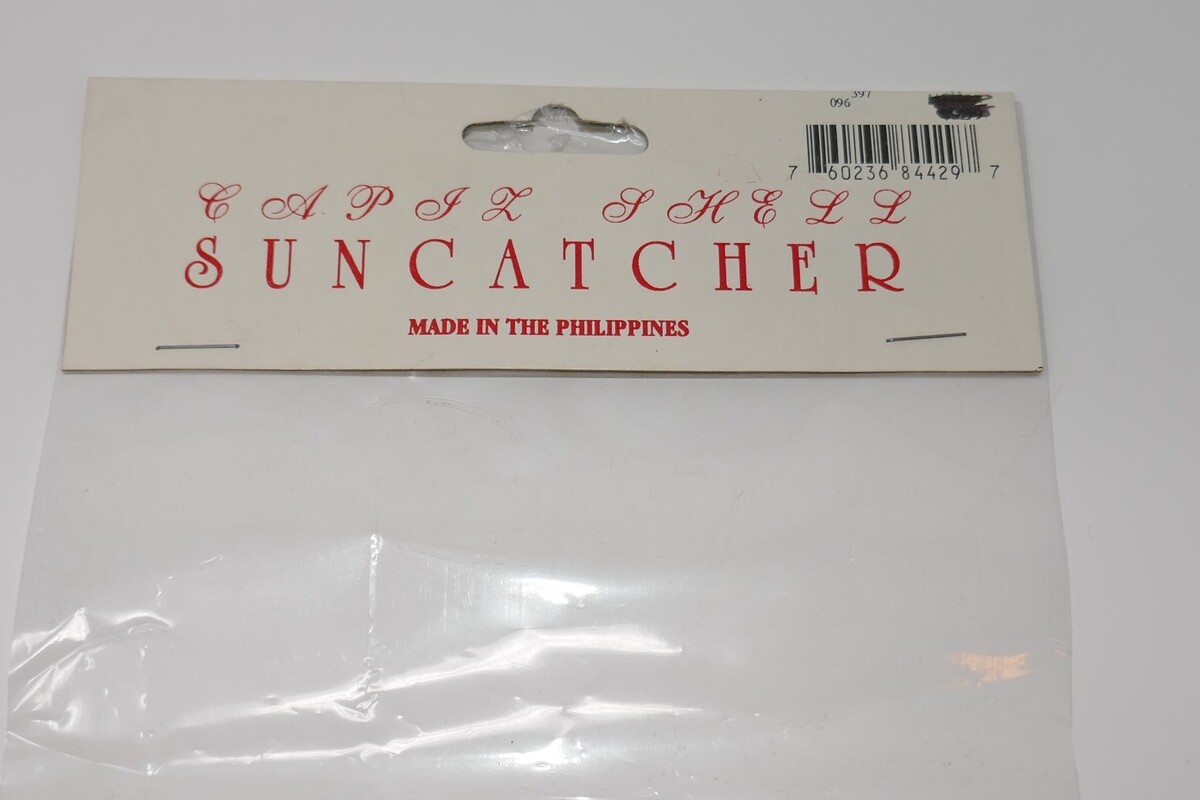 397
096
7 60236 84429 7
CAPIZ SHELL
SUNCATCHER
MADE IN THE PHILIPPINES